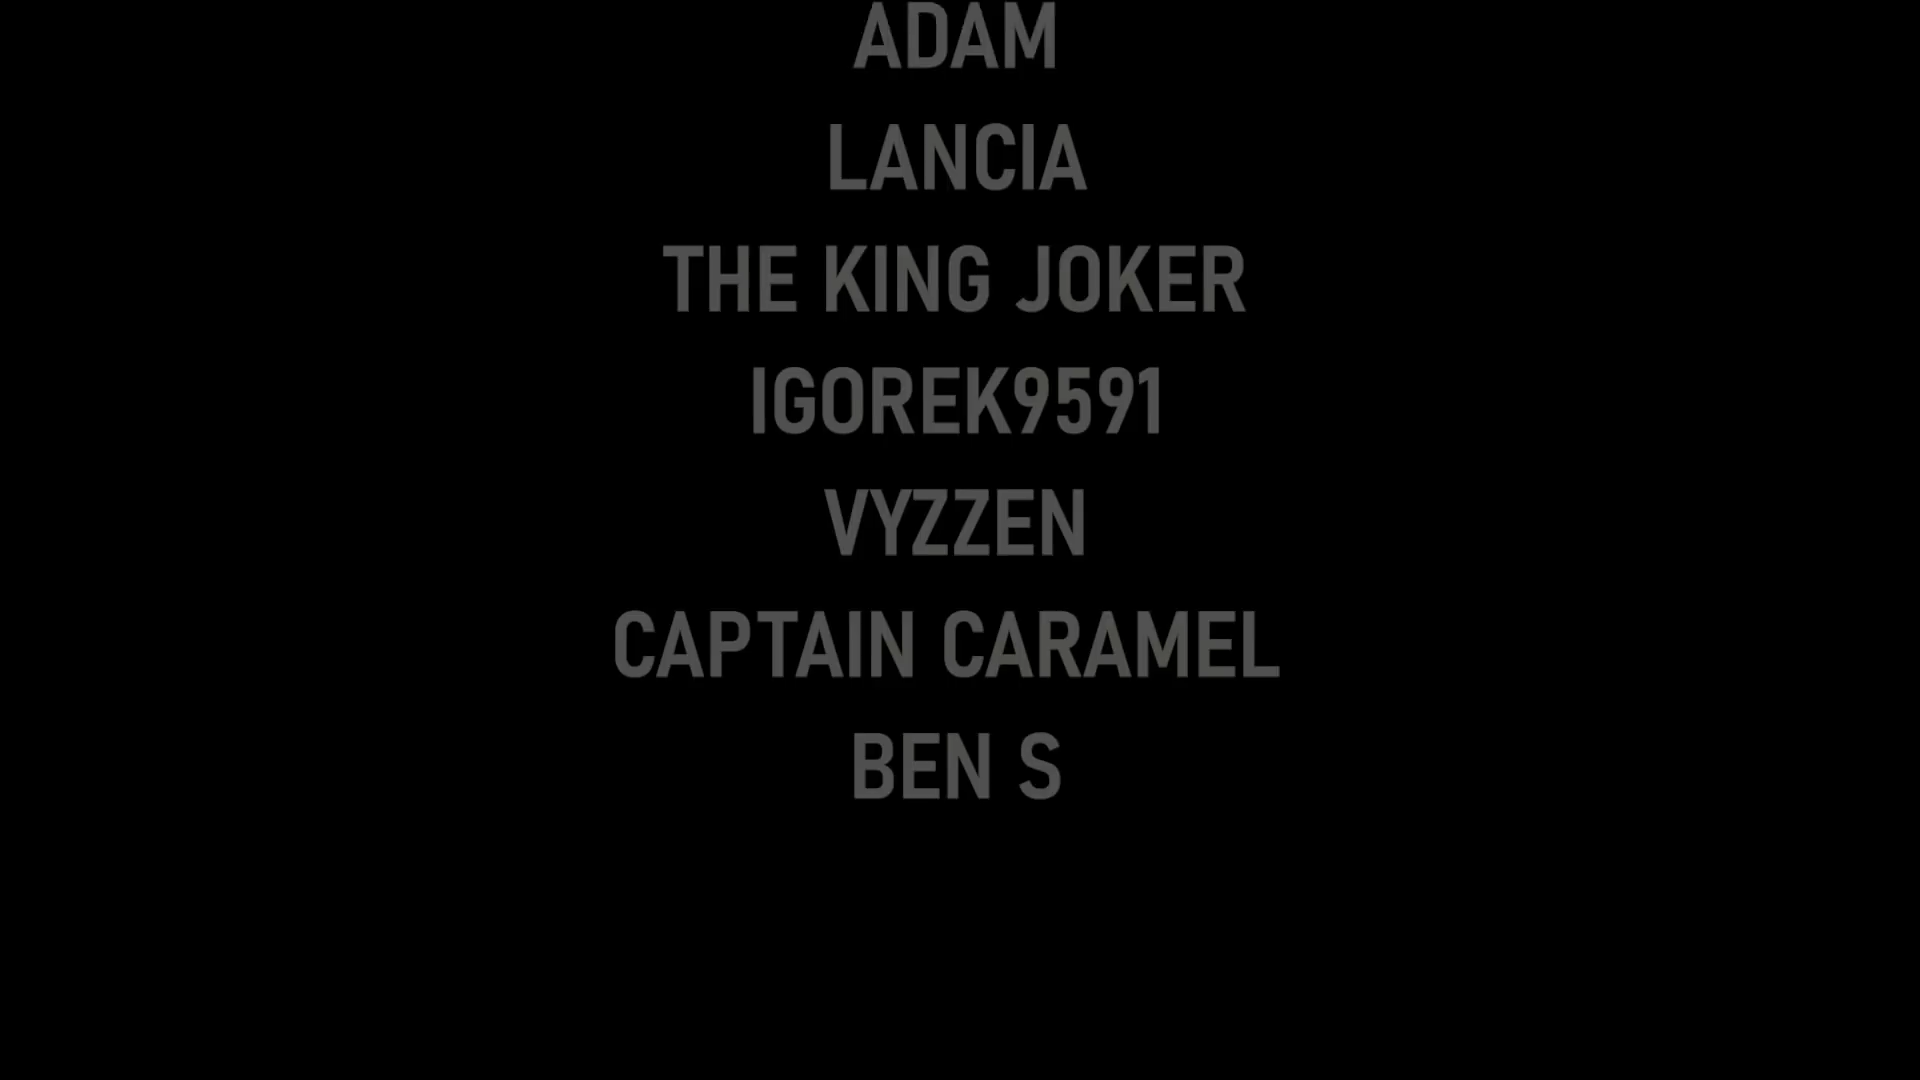 ADAM
LANCIA
THE KING JOKER
IGOREK9591
VYZZEN
CAPTAIN CARAMEL
BEN S